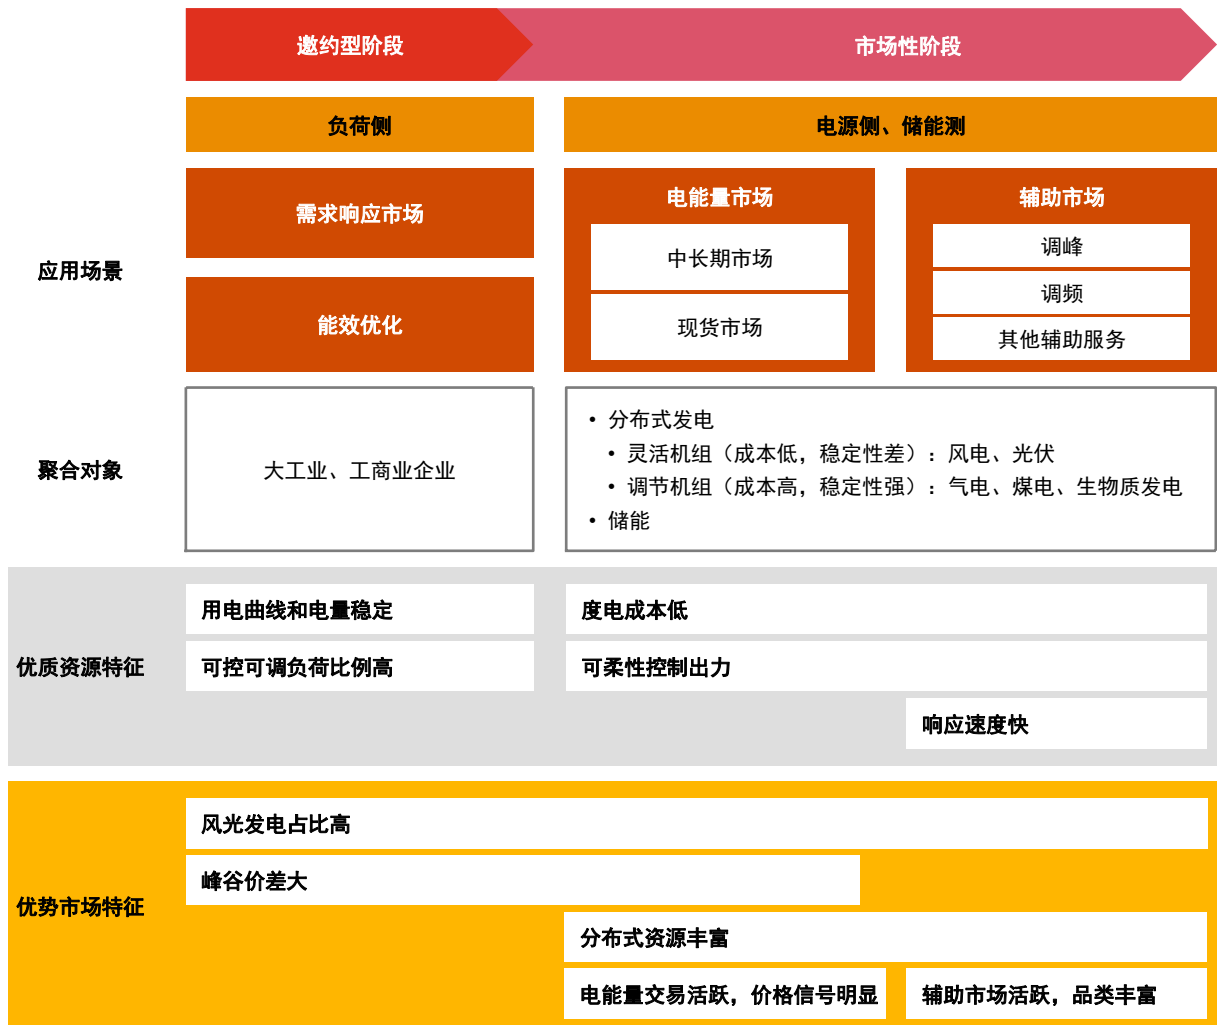 邀约型阶段
市场性阶段
负荷侧
电源侧、储能测
应用场景
需求响应市场
能效优化
电能量市场
中长期市场
现货市场
辅助市场
调峰
调频
其他辅助服务
聚合对象
大工业、工商业企业
• 分布式发电
• 灵活机组（成本低，稳定性差）：风电、光伏
• 调节机组（成本高，稳定性强）：气电、煤电、生物质发电
• 储能
优质资源特征
用电曲线和电量稳定
度电成本低
可控可调负荷比例高
可柔性控制出力
响应速度快
优势市场特征
风光发电占比高
峰谷价差大
分布式资源丰富
电能量交易活跃，价格信号明显
辅助市场活跃，品类丰富